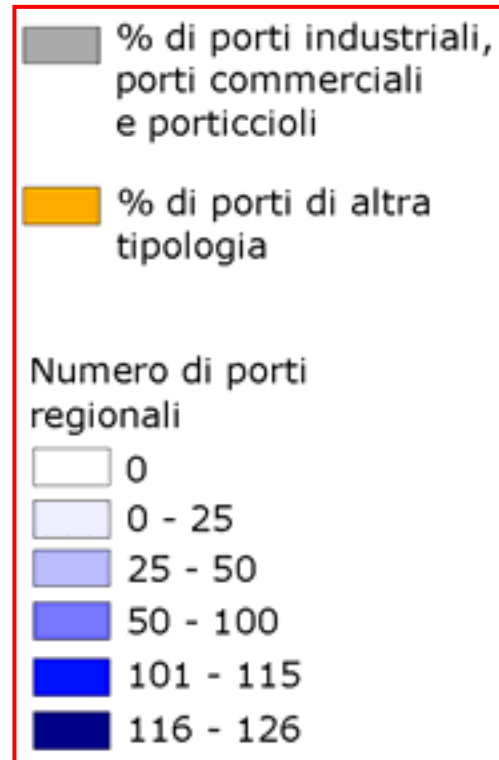 % di porti industriali,
porti commerciali
e porticcioli
% di porti di altra
tipologia
Numero di porti
regionali
0
0 - 25
25 - 50
50 - 100
101 - 115
116 - 126